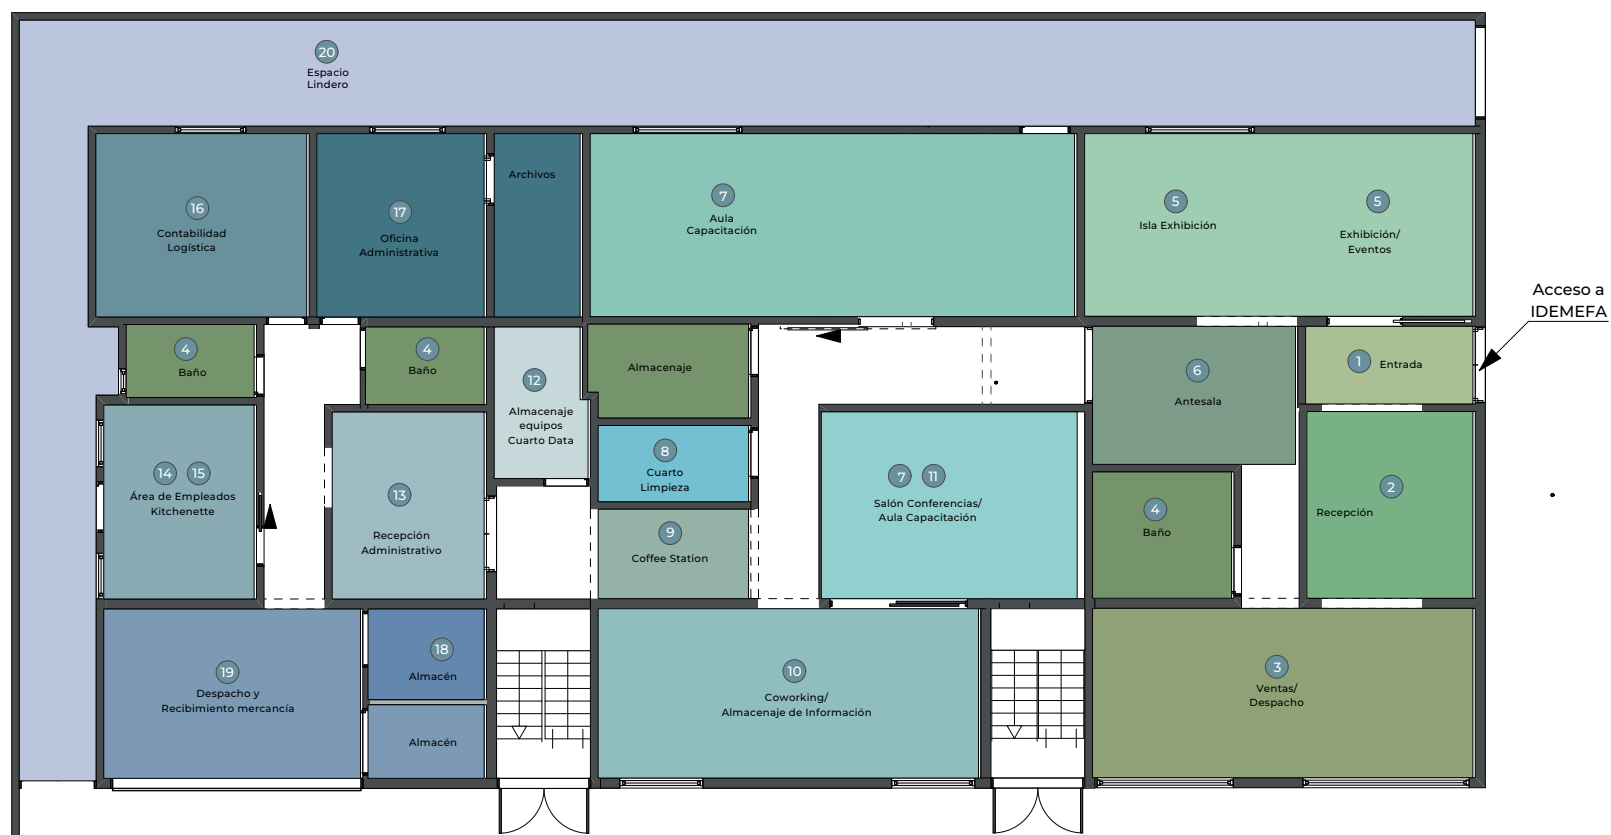 20
Espacio
Lindero
16
Contabilidad
Logística
17
Oficina
Administrativa
Archivos
7
Aula
Capacitación
5
Isla Exhibición
5
Exhibición/
Eventos
Acceso a
IDEMEFA
4
Baño
4
Baño
12
Almacenaje
equipos
Cuarto Data
Almacenaje
6
Antesala
1
Entrada
14
15
Área de Empleados
Kitchenette
13
Recepción
Administrativo
8
Cuarto
Limpieza
9
Coffee Station
7
11
Salón Conferencias/
Aula Capacitación
4
Baño
2
Recepción
19
Despacho y
Recibimiento mercancía
18
Almacén
Almacén
10
Coworking/
Almacenaje de Información
3
Ventas/
Despacho